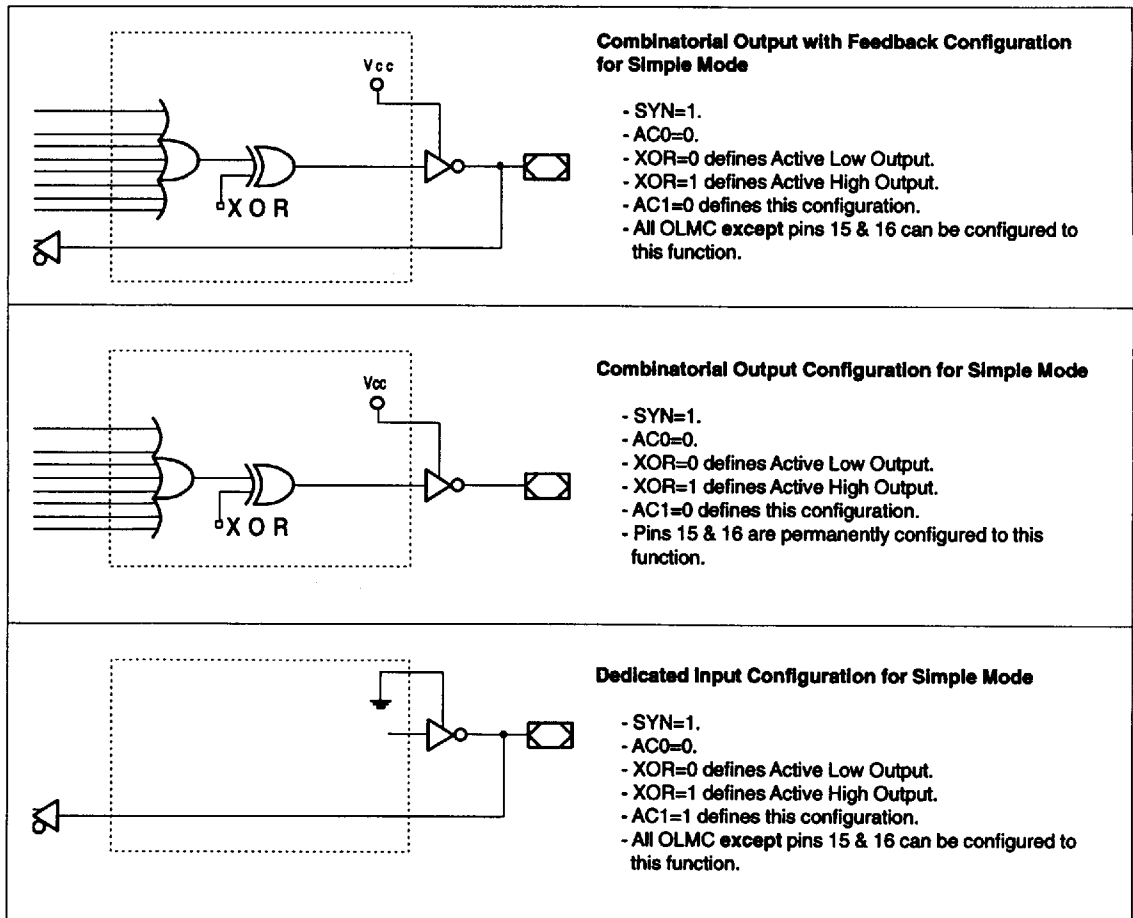 Combinatorial Output with Feedback Configuration
for Simple Mode
Vcc
- SYN=1.
- AC0=0.
- XOR=0 defines Active Low Output.
- XOR=1 defines Active High Output.
- AC1=0 defines this configuration.
- All OLMC except pins 15 & 16 can be configured to
this function.
XOR
Combinatorial Output Configuration for Simple Mode
Vcc
- SYN=1.
- AC0=0.
- XOR=0 defines Active Low Output.
- XOR=1 defines Active High Output.
- AC1=0 defines this configuration.
- Pins 15 & 16 are permanently configured to this
function.
XOR
Dedicated Input Configuration for Simple Mode
- SYN=1.
- AC0=0.
- XOR=0 defines Active Low Output.
- XOR=1 defines Active High Output.
- AC1=1 defines this configuration.
- All OLMC except pins 15 & 16 can be configured to
this function.